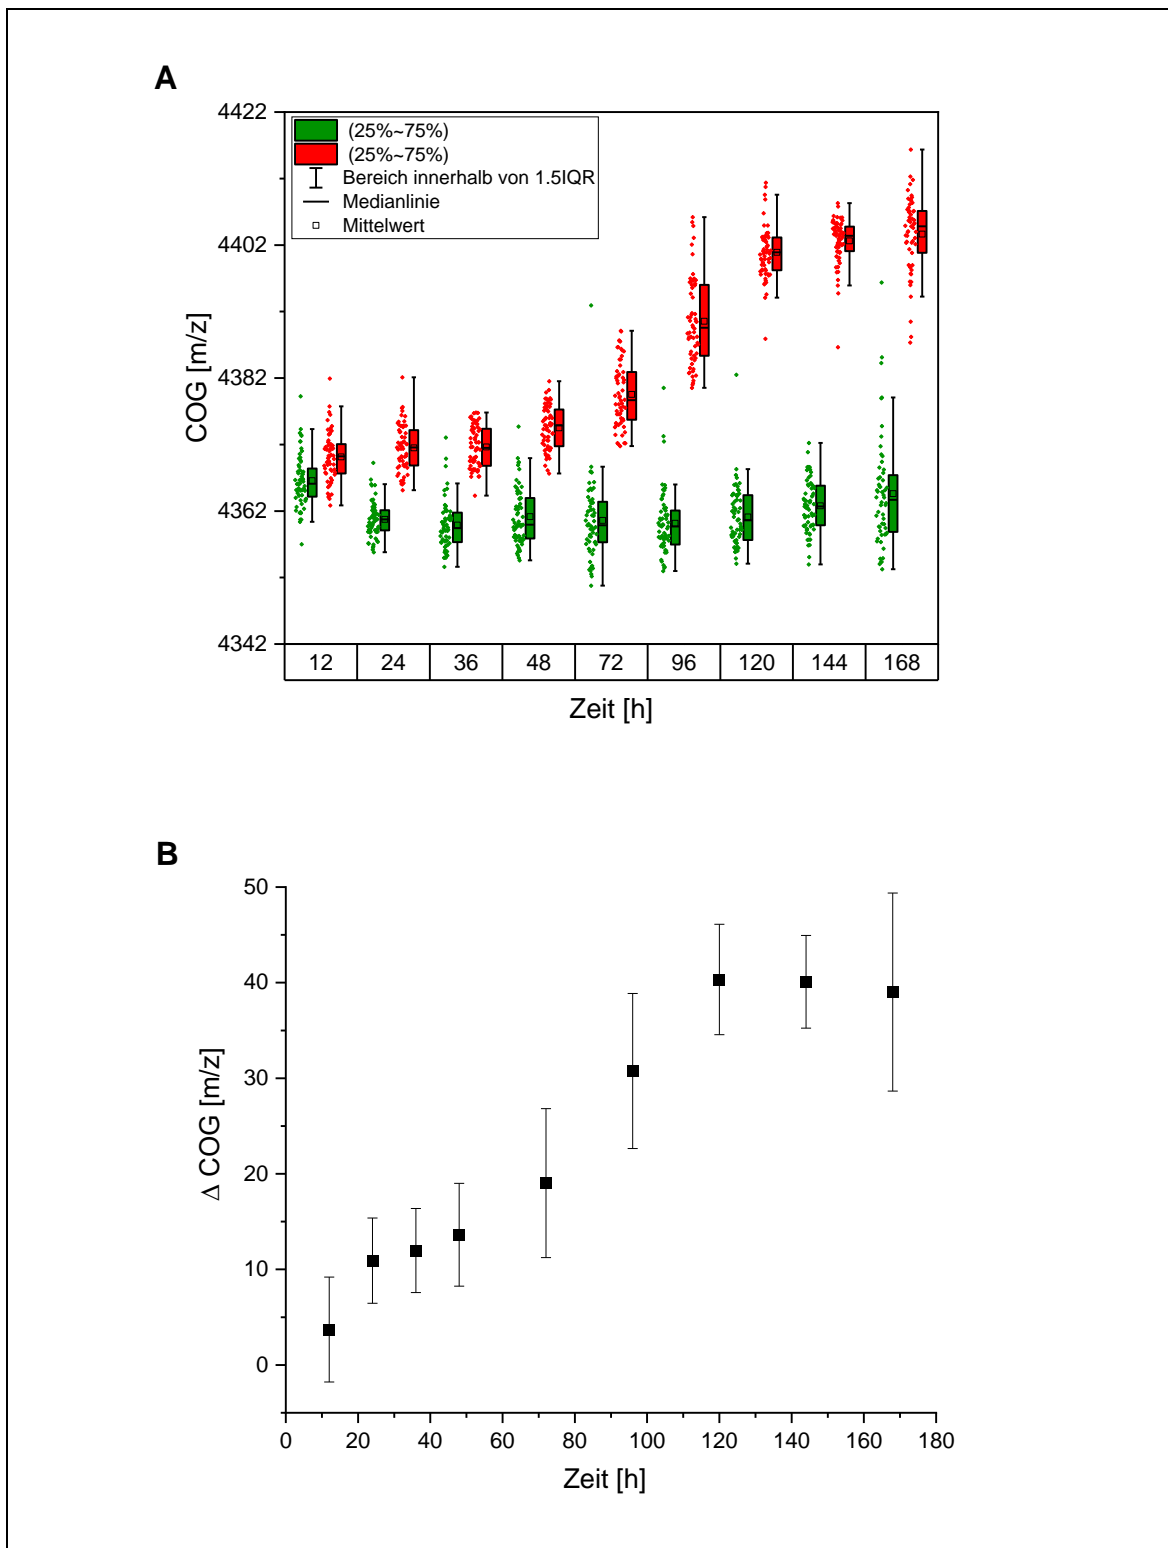 A
4422
4402
4382
4362
4342
COG [m/z]
(25%~75%)
(25%~75%)
Bereich innerhalb von 1.5IQR
Medianlinie
Mittelwert
12 24 36 48 72 96 120 144 168
Zeit [h]
B
50
40
30
20
10
0
Δ COG [m/z]
0 20 40 60 80 100 120 140 160 180
Zeit [h]